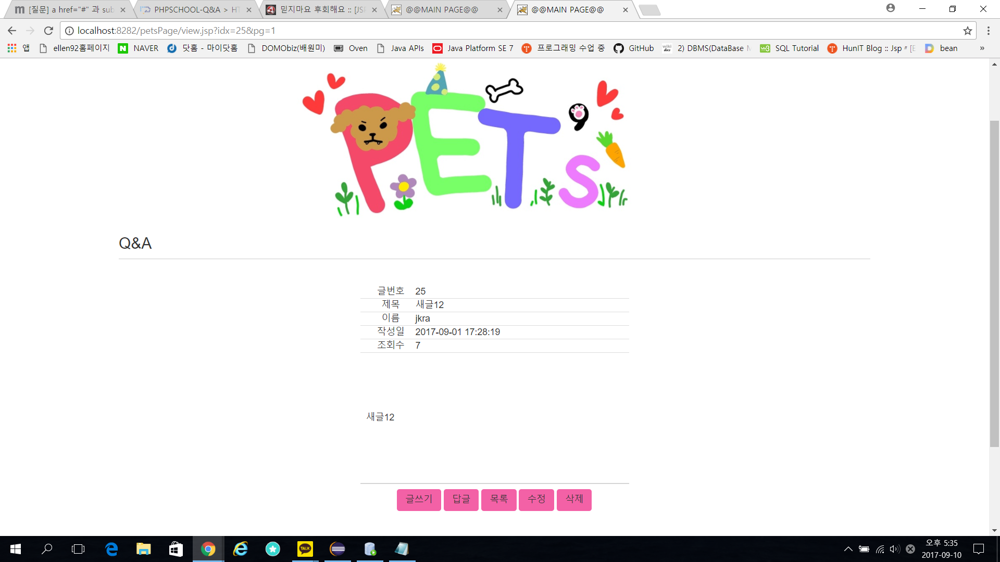 [질문] a href="#" 과 sub
PHPSCHOOL-Q&A > HT
믿지마요 후회해요 :: [JSP
@@MAIN PAGE@@
@@MAIN PAGE@@
localhost:8282/petsPage/view.jsp?idx=25&pg=1
앱
ellen92홈페이지
NAVER
닷홈 - 마이닷홈
DOMObiz(배원미)
Oven
Java APIs
Java Platform SE 7
프로그래밍 수업 중
GitHub
2) DBMS(DataBase M
SQL Tutorial
HunIT Blog :: Jsp〃[E
bean
»
PETs
Q&A
글번호 25
제목 새글12
이름 jkra
작성일 2017-09-01 17:28:19
조회수 7
새글12
글쓰기 답글 목록 수정 삭제
TALK
오후 5:35
2017-09-10